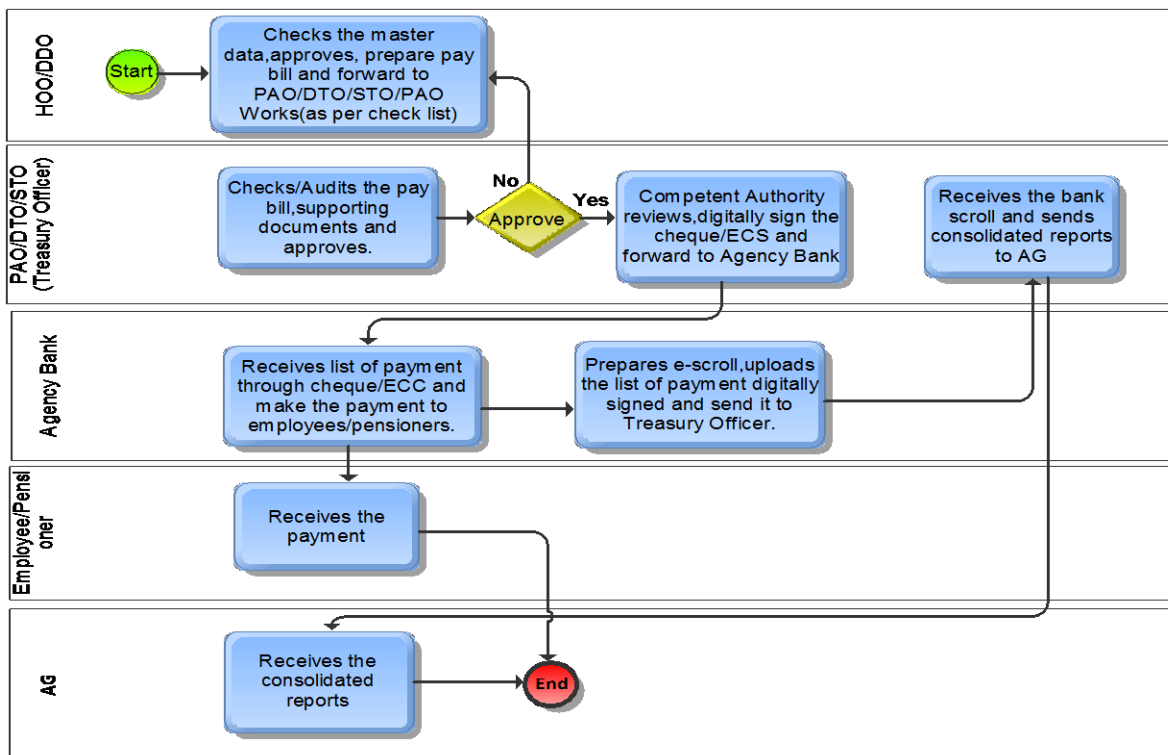 HOO/DDO
Start
Checks the master
data,approves, prepare pay
bill and forward to
PAO/DTO/STO/PAO
Works(as per check list)
PAO/DTO/STO
(Treasury Officer)
Checks/Audits the pay
bill,supporting
documents and
approves.
No
Approve
Yes
Competent Authority
reviews,digitally sign the
cheque/ECS and
forward to Agency Bank
Receives the bank
scroll and sends
consolidated reports
to AG
Agency Bank
Receives list of payment
through cheque/ECC and
make the payment to
employees/pensioners.
Prepares e-scroll,uploads
the list of payment digitally
signed and send it to
Treasury Officer.
Employee/Pensi
oner
Receives the
payment
AG
Receives the
consolidated
reports
End